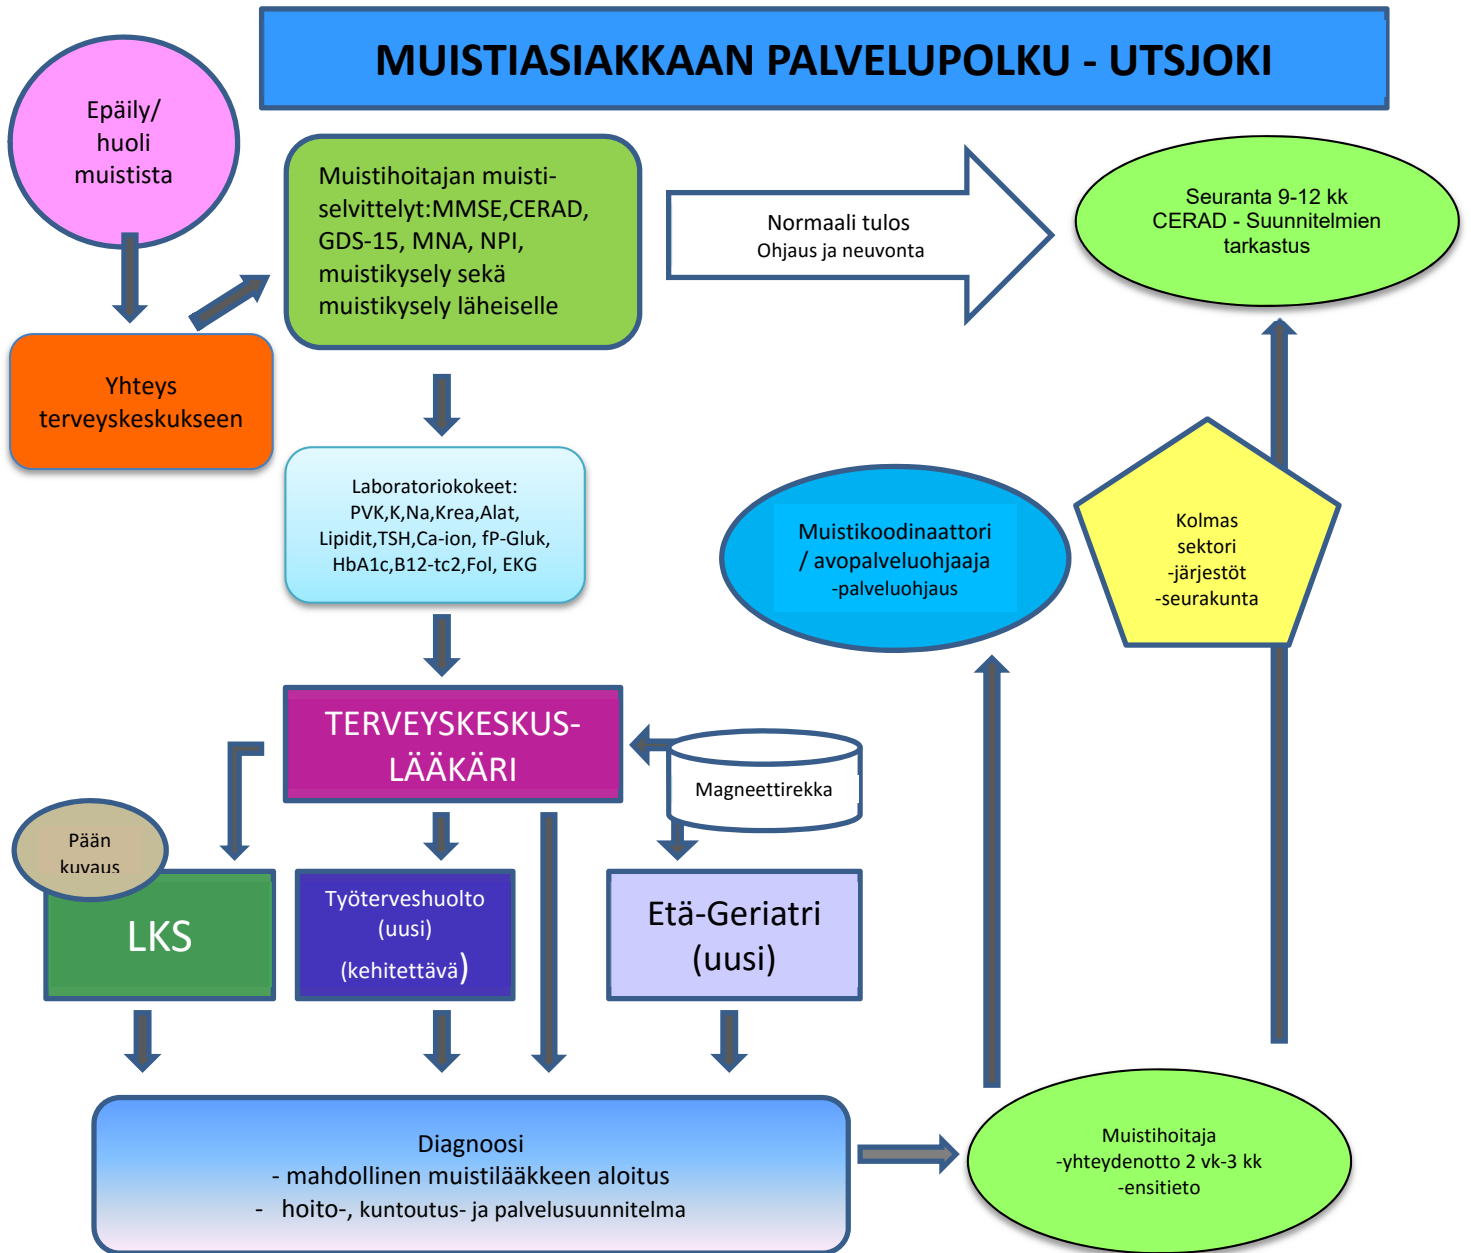 MUISTIASIAKKAAN PALVELUPOLKU - UTSJOKI
Epäily/
huoli
muistista
Muistihoitajan muisti-
selvittelyt:MMSE,CERAD,
GDS-15, MNA, NPI,
muistikysely sekä
muistikysely läheiselle
Normaali tulos
Ohjaus ja neuvonta
Seuranta 9-12 kk
CERAD - Suunnitelmien
tarkastus
Yhteys
terveyskeskukseen
Laboratoriokokeet:
PVK,K,Na,Krea,Alat,
Lipidit,TSH,Ca-ion, fP-Gluk,
HbA1c,B12-tc2,Fol, EKG
Muistikoodinaattori
/ avopalveluohjaaja
-palveluohjaus
Kolmas
sektori
-järjestöt
-seurakunta
TERVEYSKESKUS-
LÄÄKÄRI
Magneettirekka
Pään
kuvaus
LKS
Työterveshuolto
(uusi)
(kehitettävä)
Etä-Geriatri
(uusi)
Diagnoosi
- mahdollinen muistilääkkeen aloitus
- hoito-, kuntoutus- ja palvelusuunnitelma
Muistihoitaja
-yhteydenotto 2 vk-3 kk
-ensitieto